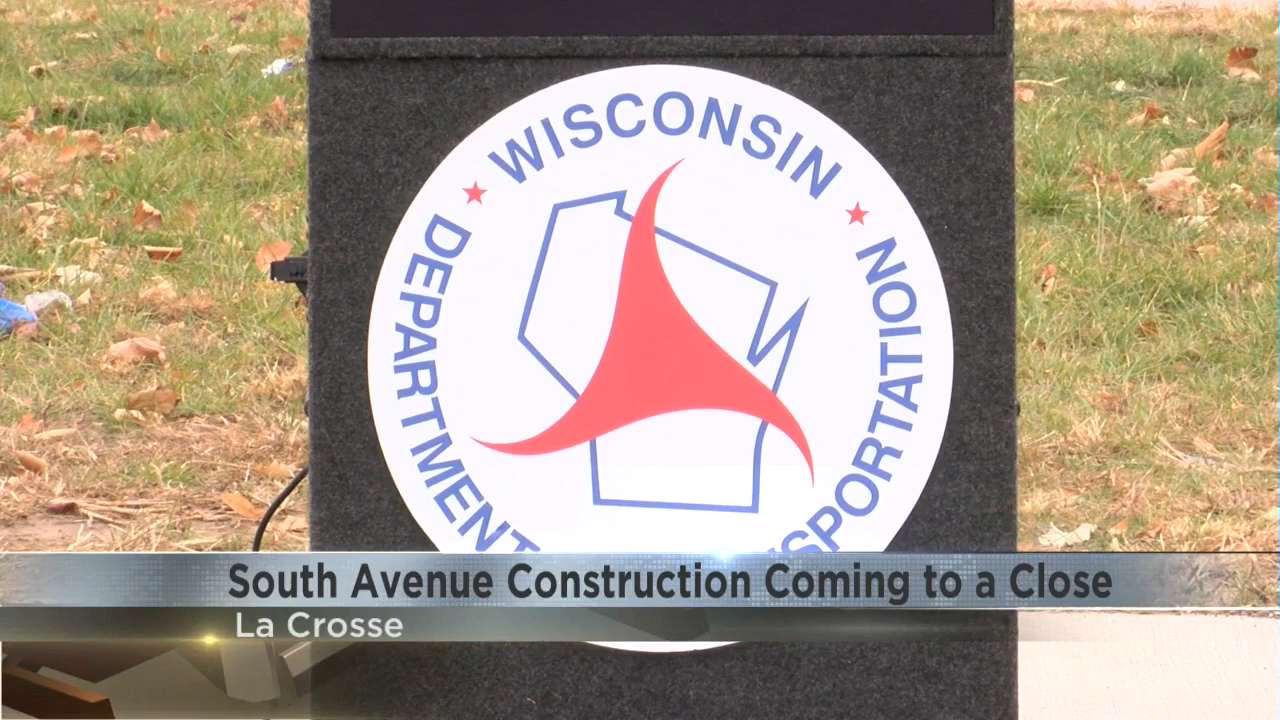 WISCONSIN
DEPARTMENT
SPORTATION
South Avenue Construction Coming to a Close
La Crosse